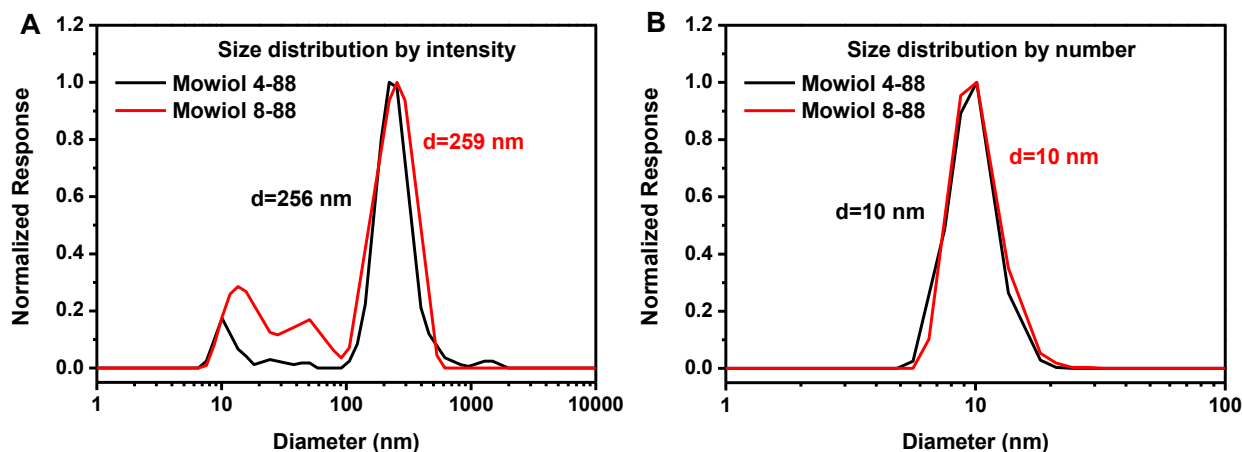 A
Size distribution by intensity
Mowiol 4-88
Mowiol 8-88
d=259 nm
d=256 nm
1.2
1.0
0.8
0.6
0.4
0.2
0.0
Normalized Response
1 10 100 1000 10000
Diameter (nm)
B
Size distribution by number
Mowiol 4-88
Mowiol 8-88
d=10 nm
d=10 nm
1.2
1.0
0.8
0.6
0.4
0.2
0.0
Normalized Response
1 10 100
Diameter (nm)